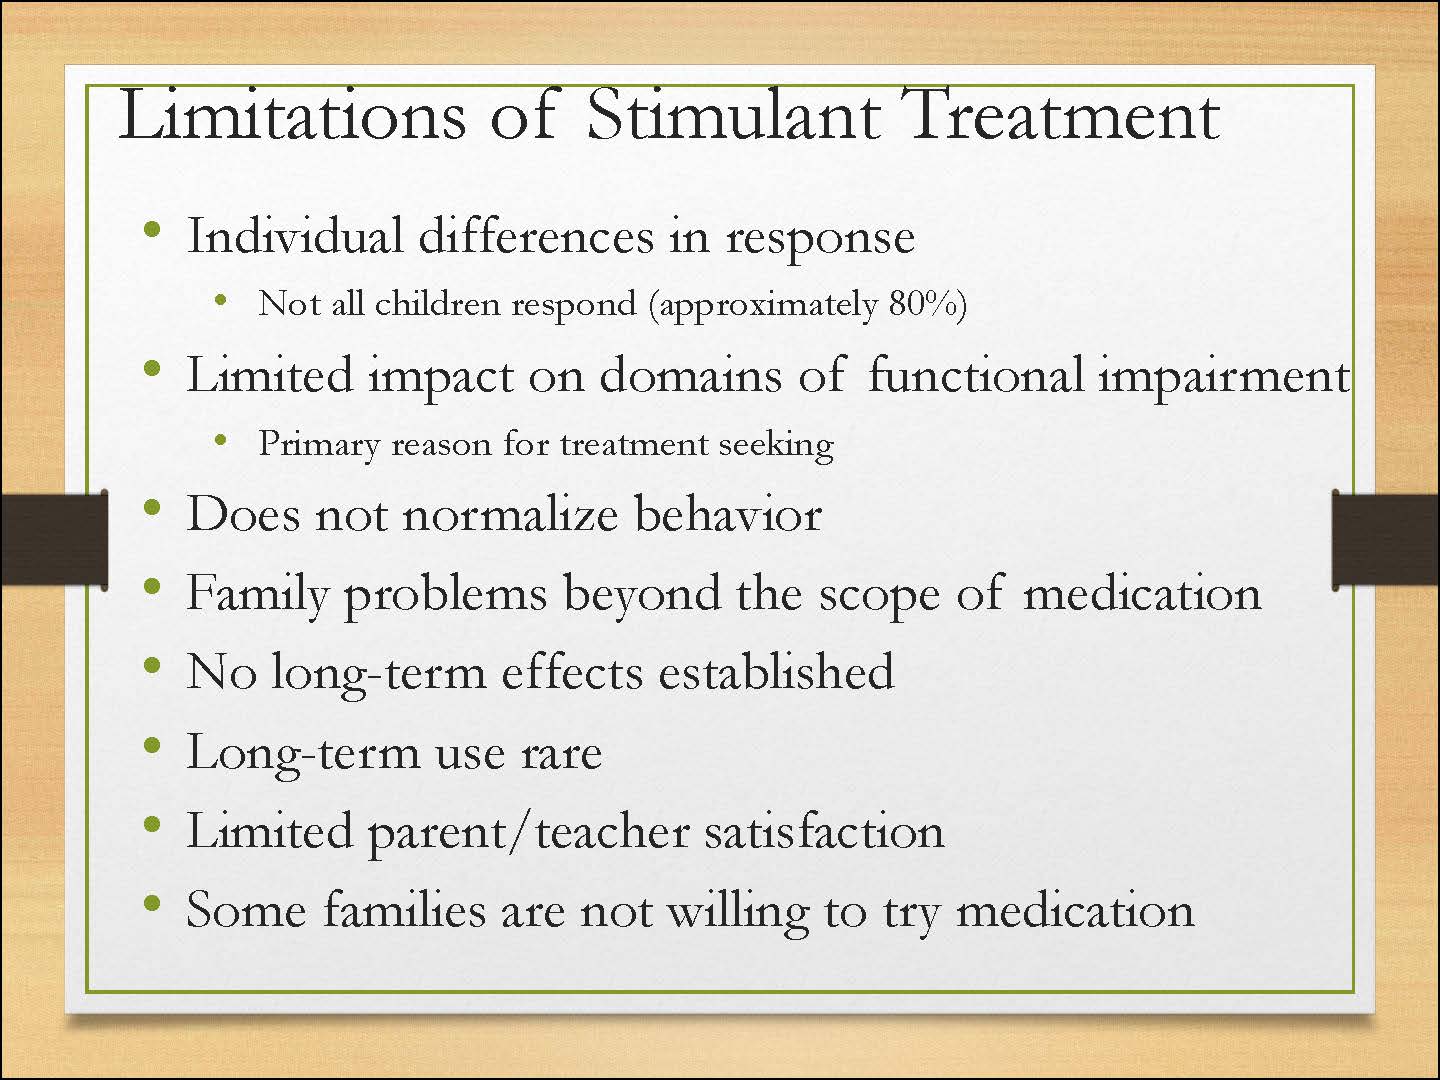 Limitations of Stimulant Treatment
• Individual differences in response
• Not all children respond (approximately 80%)
• Limited impact on domains of functional impairment
• Primary reason for treatment seeking
• Does not normalize behavior
• Family problems beyond the scope of medication
• No long-term effects established
• Long-term use rare
• Limited parent/teacher satisfaction
• Some families are not willing to try medication